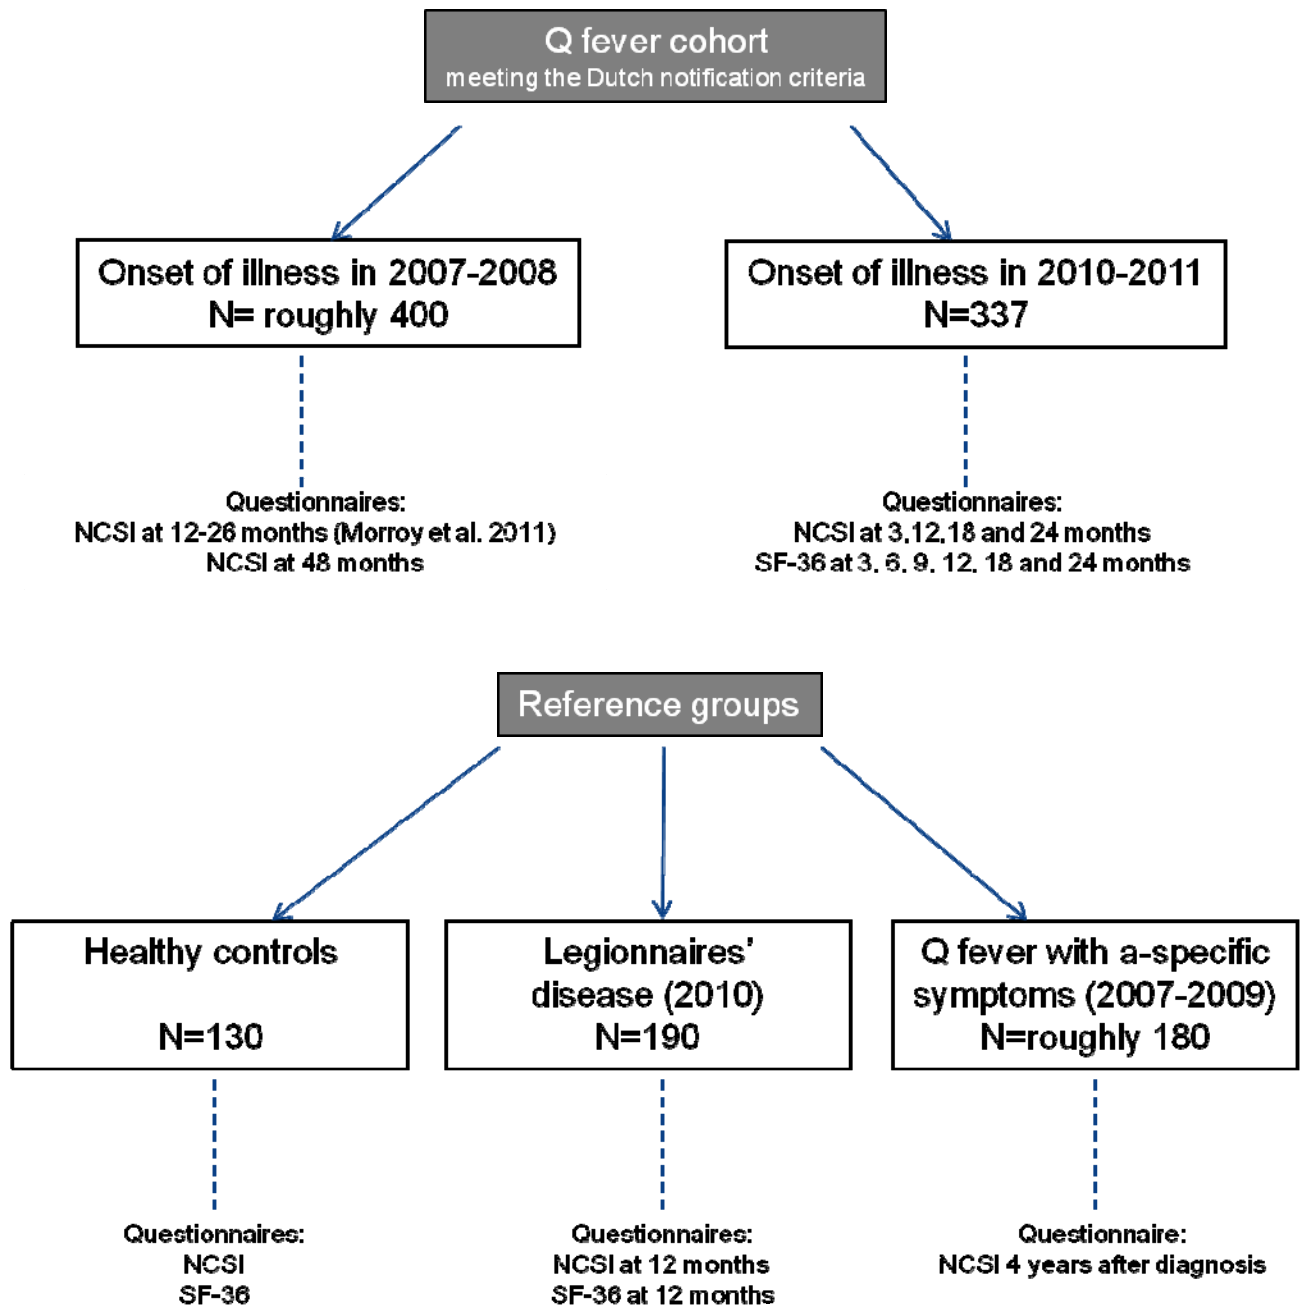 Q fever cohort
meeting the Dutch notification criteria
Onset of illness in 2007-2008
N= roughly 400
Onset of illness in 2010-2011
N=337
Questionnaires:
NCSI at 12-26 months (Morroy et al. 2011)
NCSI at 48 months
Questionnaires:
NCSI at 3,12,18 and 24 months
SF-36 at 3, 6, 9, 12, 18 and 24 months
Reference groups
Healthy controls
N=130
Legionnaires’
disease (2010)
N=190
Q fever with a-specific
symptoms (2007-2009)
N=roughly 180
Questionnaires:
NCSI
SF-36
Questionnaires:
NCSI at 12 months
SF-36 at 12 months
Questionnaire:
NCSI 4 years after diagnosis